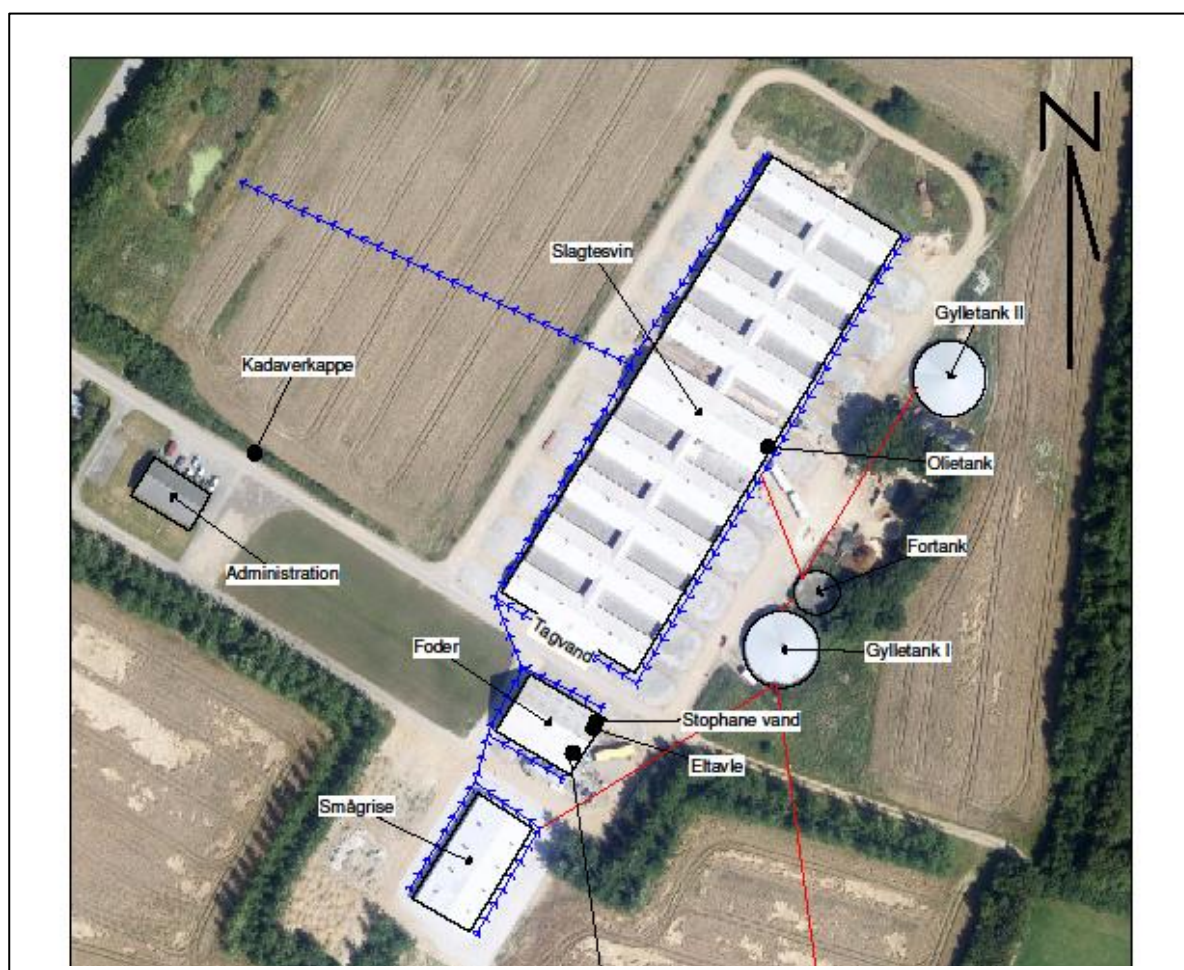 N
Slagtesvin
Gylletank II
Kadaverkappe
Olietank
Fortank
Administration
Tagvand
Foder
Gylletank I
Stophane vand
Eltavle
Smågrise